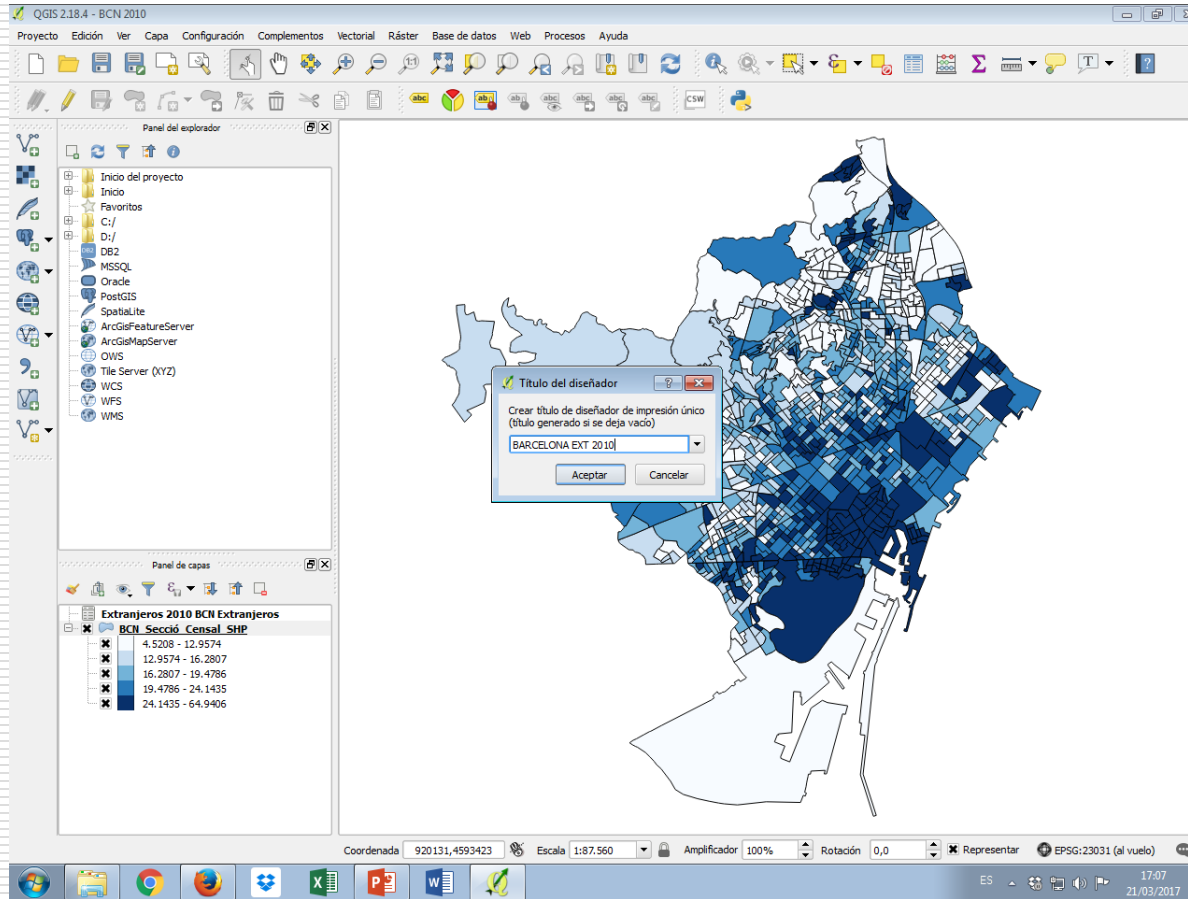 QGIS 2.18.4 - BCN 2010
Proyecto Edición Ver Capa Configuración Complementos Vectorial Ráster Base de datos Web Procesos Ayuda
abc
CSW
Panel del explorador
Inicio del proyecto
Inicio
Favoritos
C:/
D:/
DB2
MSSQL
Oracle
PostGIS
SpatiaLite
ArcGisFeatureServer
ArcGisMapServer
OWS
Tile Server (XYZ)
WCS
WFS
WMS
Título del diseñador
Crear título de diseñador de impresión único
(título generado si se deja vacío)
BARCELONA EXT 2010
Aceptar Cancelar
Panel de capas
Extranjeros 2010 BCN Extranjeros
BCN_Secció_Censal_SHP
4.5208 - 12.9574
12.9574 - 16.2807
16.2807 - 19.4786
19.4786 - 24.1435
24.1435 - 64.9406
Coordenada 920131,4593423 Escala 1:87.560 Amplificador 100% Rotación 0,0 Representar EPSG:23031 (al vuelo)
ES 17:07
21/03/2017